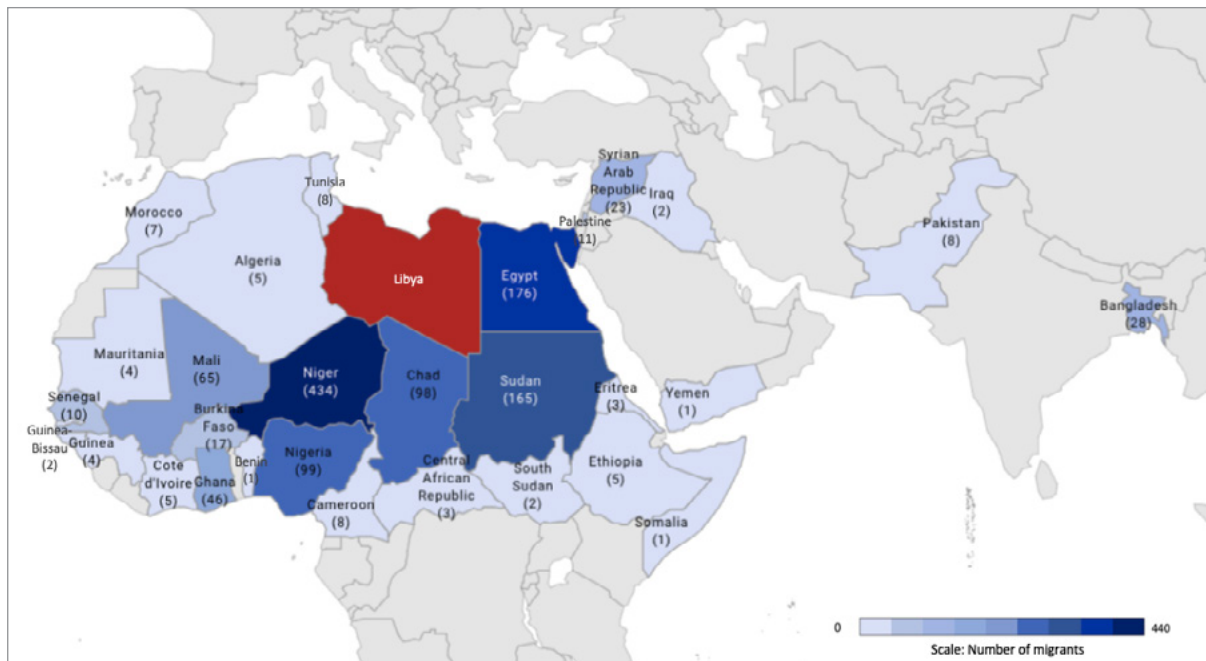 Syrian
Arab
Republic
(23)
Iraq
(2)
Tunisia
(8)
Morocco
(7)
Palestine
(11)
Pakistan
(8)
Algeria
(5)
Libya
Egypt
(176)
Bangladesh
(28)
Mauritania
(4)
Mali
(65)
Niger
(434)
Chad
(98)
Sudan
(165)
Eritrea
(3)
Yemen
(1)
Senegal
(10)
Burkina
Faso
(17)
Guinea-
Bissau
(2)
Guinea
(4)
Nigeria
(99)
Benin
(1)
Cote
d'Ivoire
(5)
Ghana
(46)
Central
African
Republic
(3)
South
Sudan
(2)
Ethiopia
(5)
Cameroon
(8)
Somalia
(1)
0 440
Scale: Number of migrants